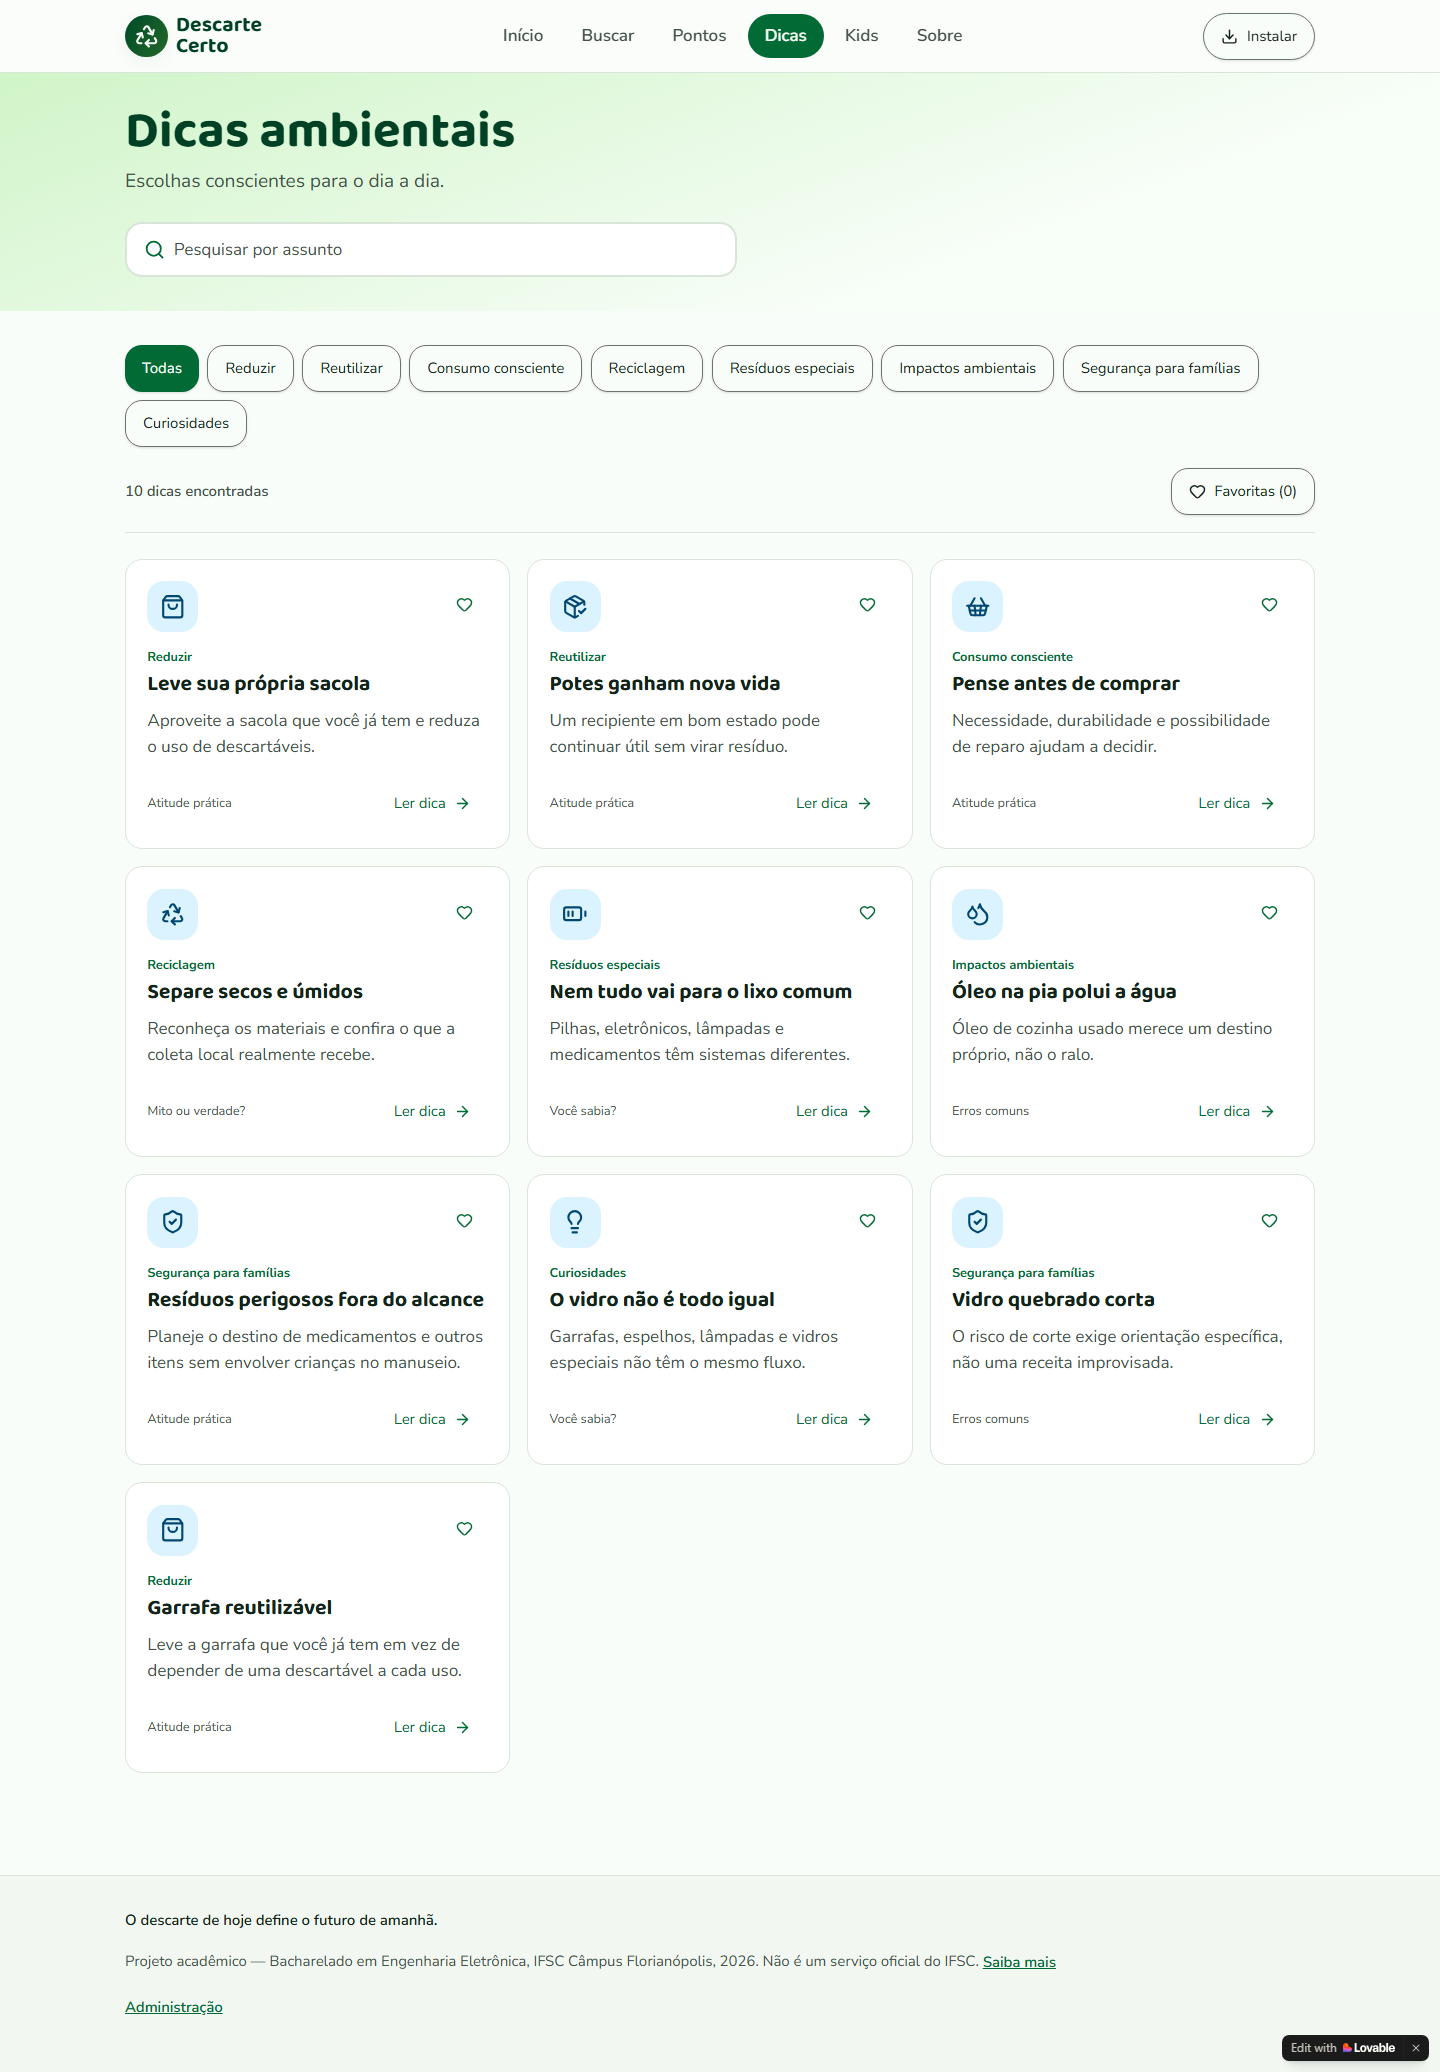 Descarte
Certo
Início
Buscar
Pontos
Dicas
Kids
Sobre
Instalar
Dicas ambientais
Escolhas conscientes para o dia a dia.
Pesquisar por assunto
Todas
Reduzir
Reutilizar
Consumo consciente
Reciclagem
Resíduos especiais
Impactos ambientais
Segurança para famílias
Curiosidades
10 dicas encontradas
Favoritas (0)
Reduzir
Leve sua própria sacola
Aproveite a sacola que você já tem e reduza
o uso de descartáveis.
Atitude prática
Ler dica
Reutilizar
Potes ganham nova vida
Um recipiente em bom estado pode
continuar útil sem virar resíduo.
Atitude prática
Ler dica
Consumo consciente
Pense antes de comprar
Necessidade, durabilidade e possibilidade
de reparo ajudam a decidir.
Atitude prática
Ler dica
Reciclagem
Separe secos e úmidos
Reconheça os materiais e confira o que a
coleta local realmente recebe.
Mito ou verdade?
Ler dica
Resíduos especiais
Nem tudo vai para o lixo comum
Pilhas, eletrônicos, lâmpadas e
medicamentos têm sistemas diferentes.
Você sabia?
Ler dica
Impactos ambientais
Óleo na pia polui a água
Óleo de cozinha usado merece um destino
próprio, não o ralo.
Erros comuns
Ler dica
Segurança para famílias
Resíduos perigosos fora do alcance
Planeje o destino de medicamentos e outros
itens sem envolver crianças no manuseio.
Atitude prática
Ler dica
Curiosidades
O vidro não é todo igual
Garrafas, espelhos, lâmpadas e vidros
especiais não têm o mesmo fluxo.
Você sabia?
Ler dica
Segurança para famílias
Vidro quebrado corta
O risco de corte exige orientação específica,
não uma receita improvisada.
Erros comuns
Ler dica
Reduzir
Garrafa reutilizável
Leve a garrafa que você já tem em vez de
depender de uma descartável a cada uso.
Atitude prática
Ler dica
O descarte de hoje define o futuro de amanhã.
Projeto acadêmico — Bacharelado em Engenharia Eletrônica, IFSC Câmpus Florianópolis, 2026. Não é um serviço oficial do IFSC. Saiba mais
Administração
Edit with Lovable ×